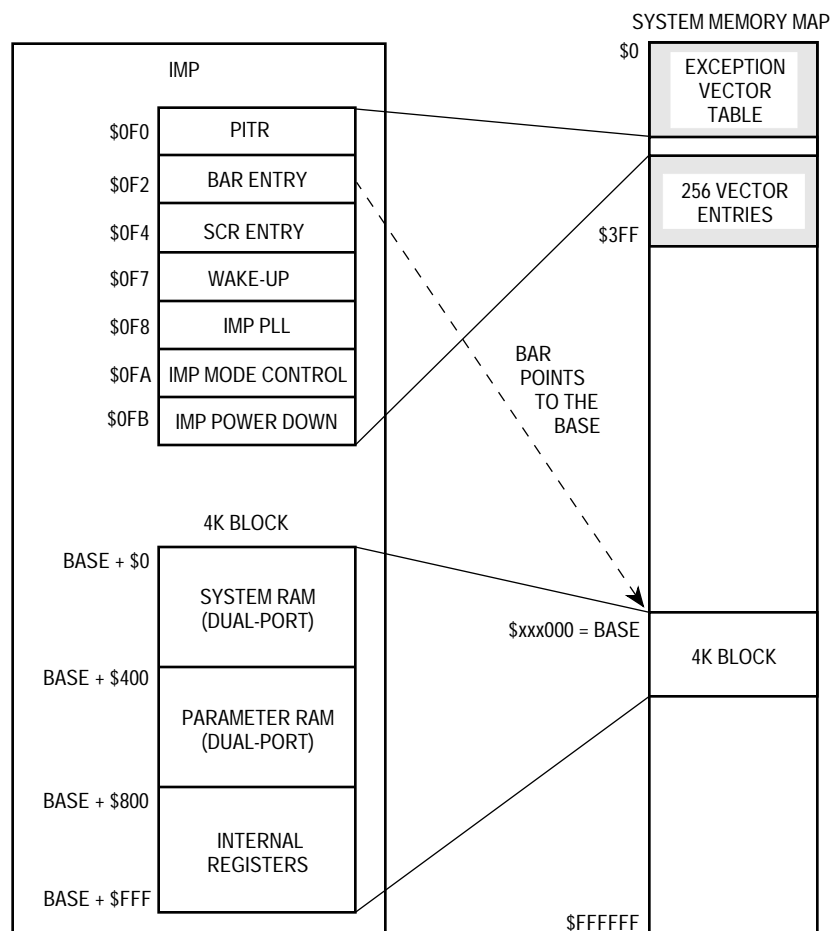 SYSTEM MEMORY MAP
IMP
$0F0
PITR
$0F2
BAR ENTRY
$0F4
SCR ENTRY
$0F7
WAKE-UP
$0F8
IMP PLL
$0FA
IMP MODE CONTROL
$0FB
IMP POWER DOWN
4K BLOCK
BASE + $0
SYSTEM RAM
(DUAL-PORT)
BASE + $400
PARAMETER RAM
(DUAL-PORT)
BASE + $800
INTERNAL
REGISTERS
BASE + $FFF
BAR
POINTS
TO THE
BASE
$0
EXCEPTION
VECTOR
TABLE
256 VECTOR
ENTRIES
$3FF
$xxx000 = BASE
4K BLOCK
$FFFFFF